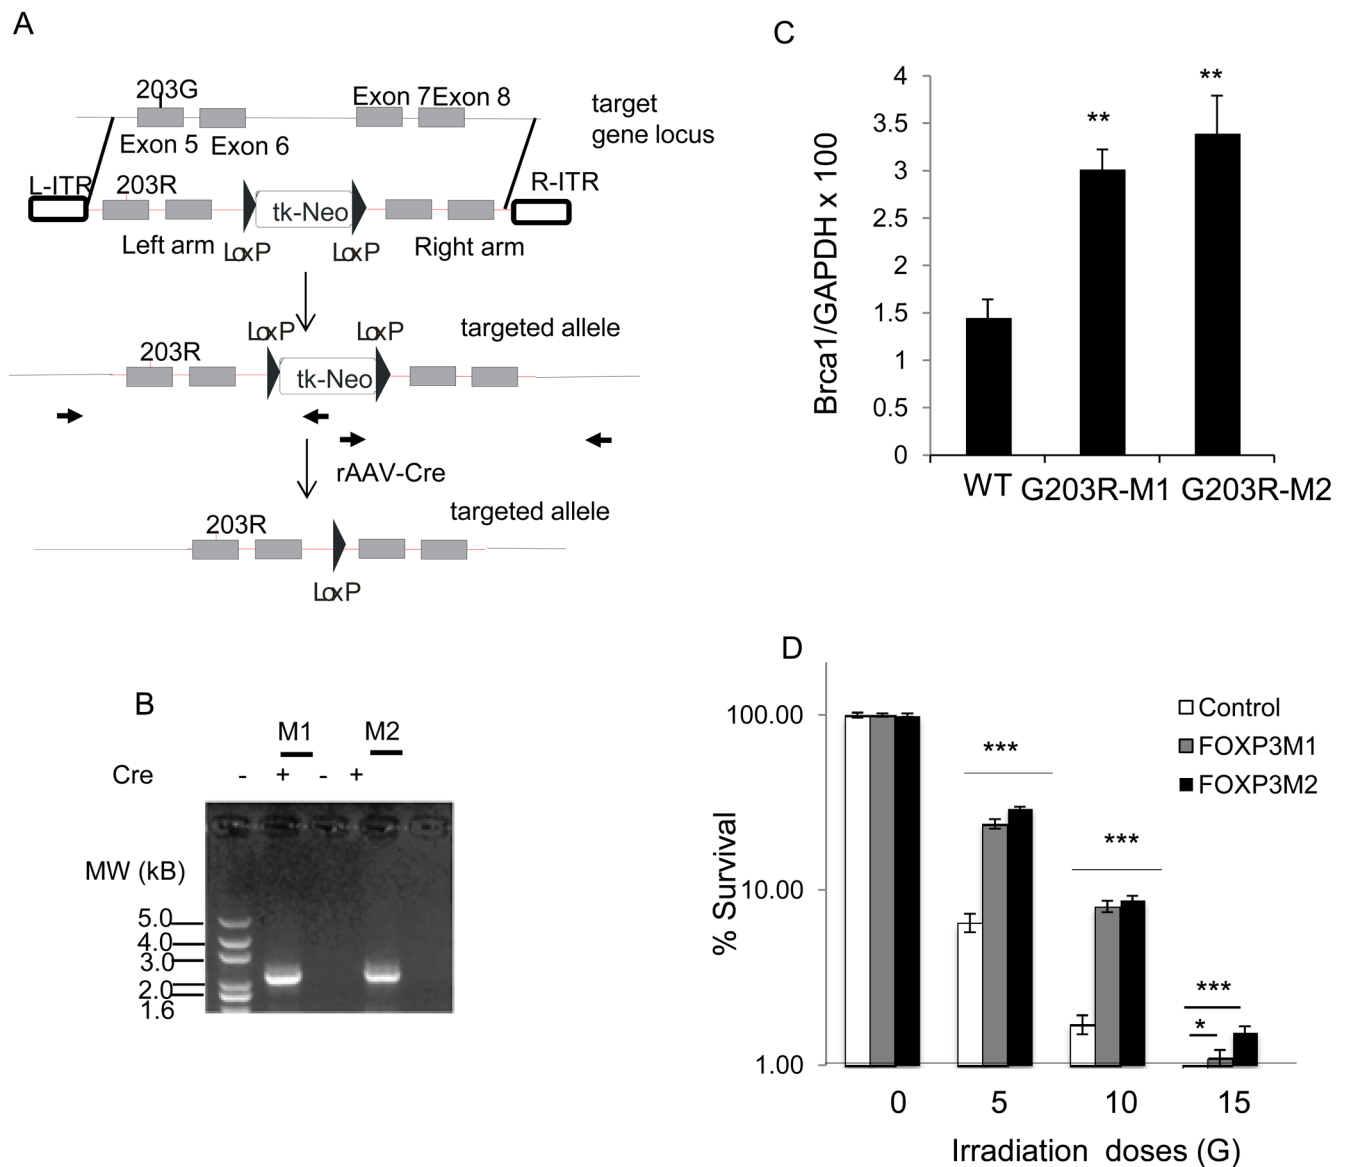 A
203G
Exon 7Exon 8
target
gene locus
Exon 5 Exon 6
L-ITR
203R
R-ITR
tk-Neo
Left arm
LoxP
LoxP
Right arm
LoxP
LoxP
targeted allele
203R
tk-Neo
rAAV-Cre
targeted allele
203R
LoxP
B
M1 M2
Cre - + - +
MW (kB)
5.0
4.0
3.0
2.0
1.6
C
Brca1/GAPDH x 100
4
3.5
3
2.5
2
1.5
1
0.5
0
** **
WT G203R-M1 G203R-M2
D
% Survival
100.00
10.00
1.00
Control
FOXP3M1
FOXP3M2
***
***
***
*
0 5 10 15
Irradiation doses (G)